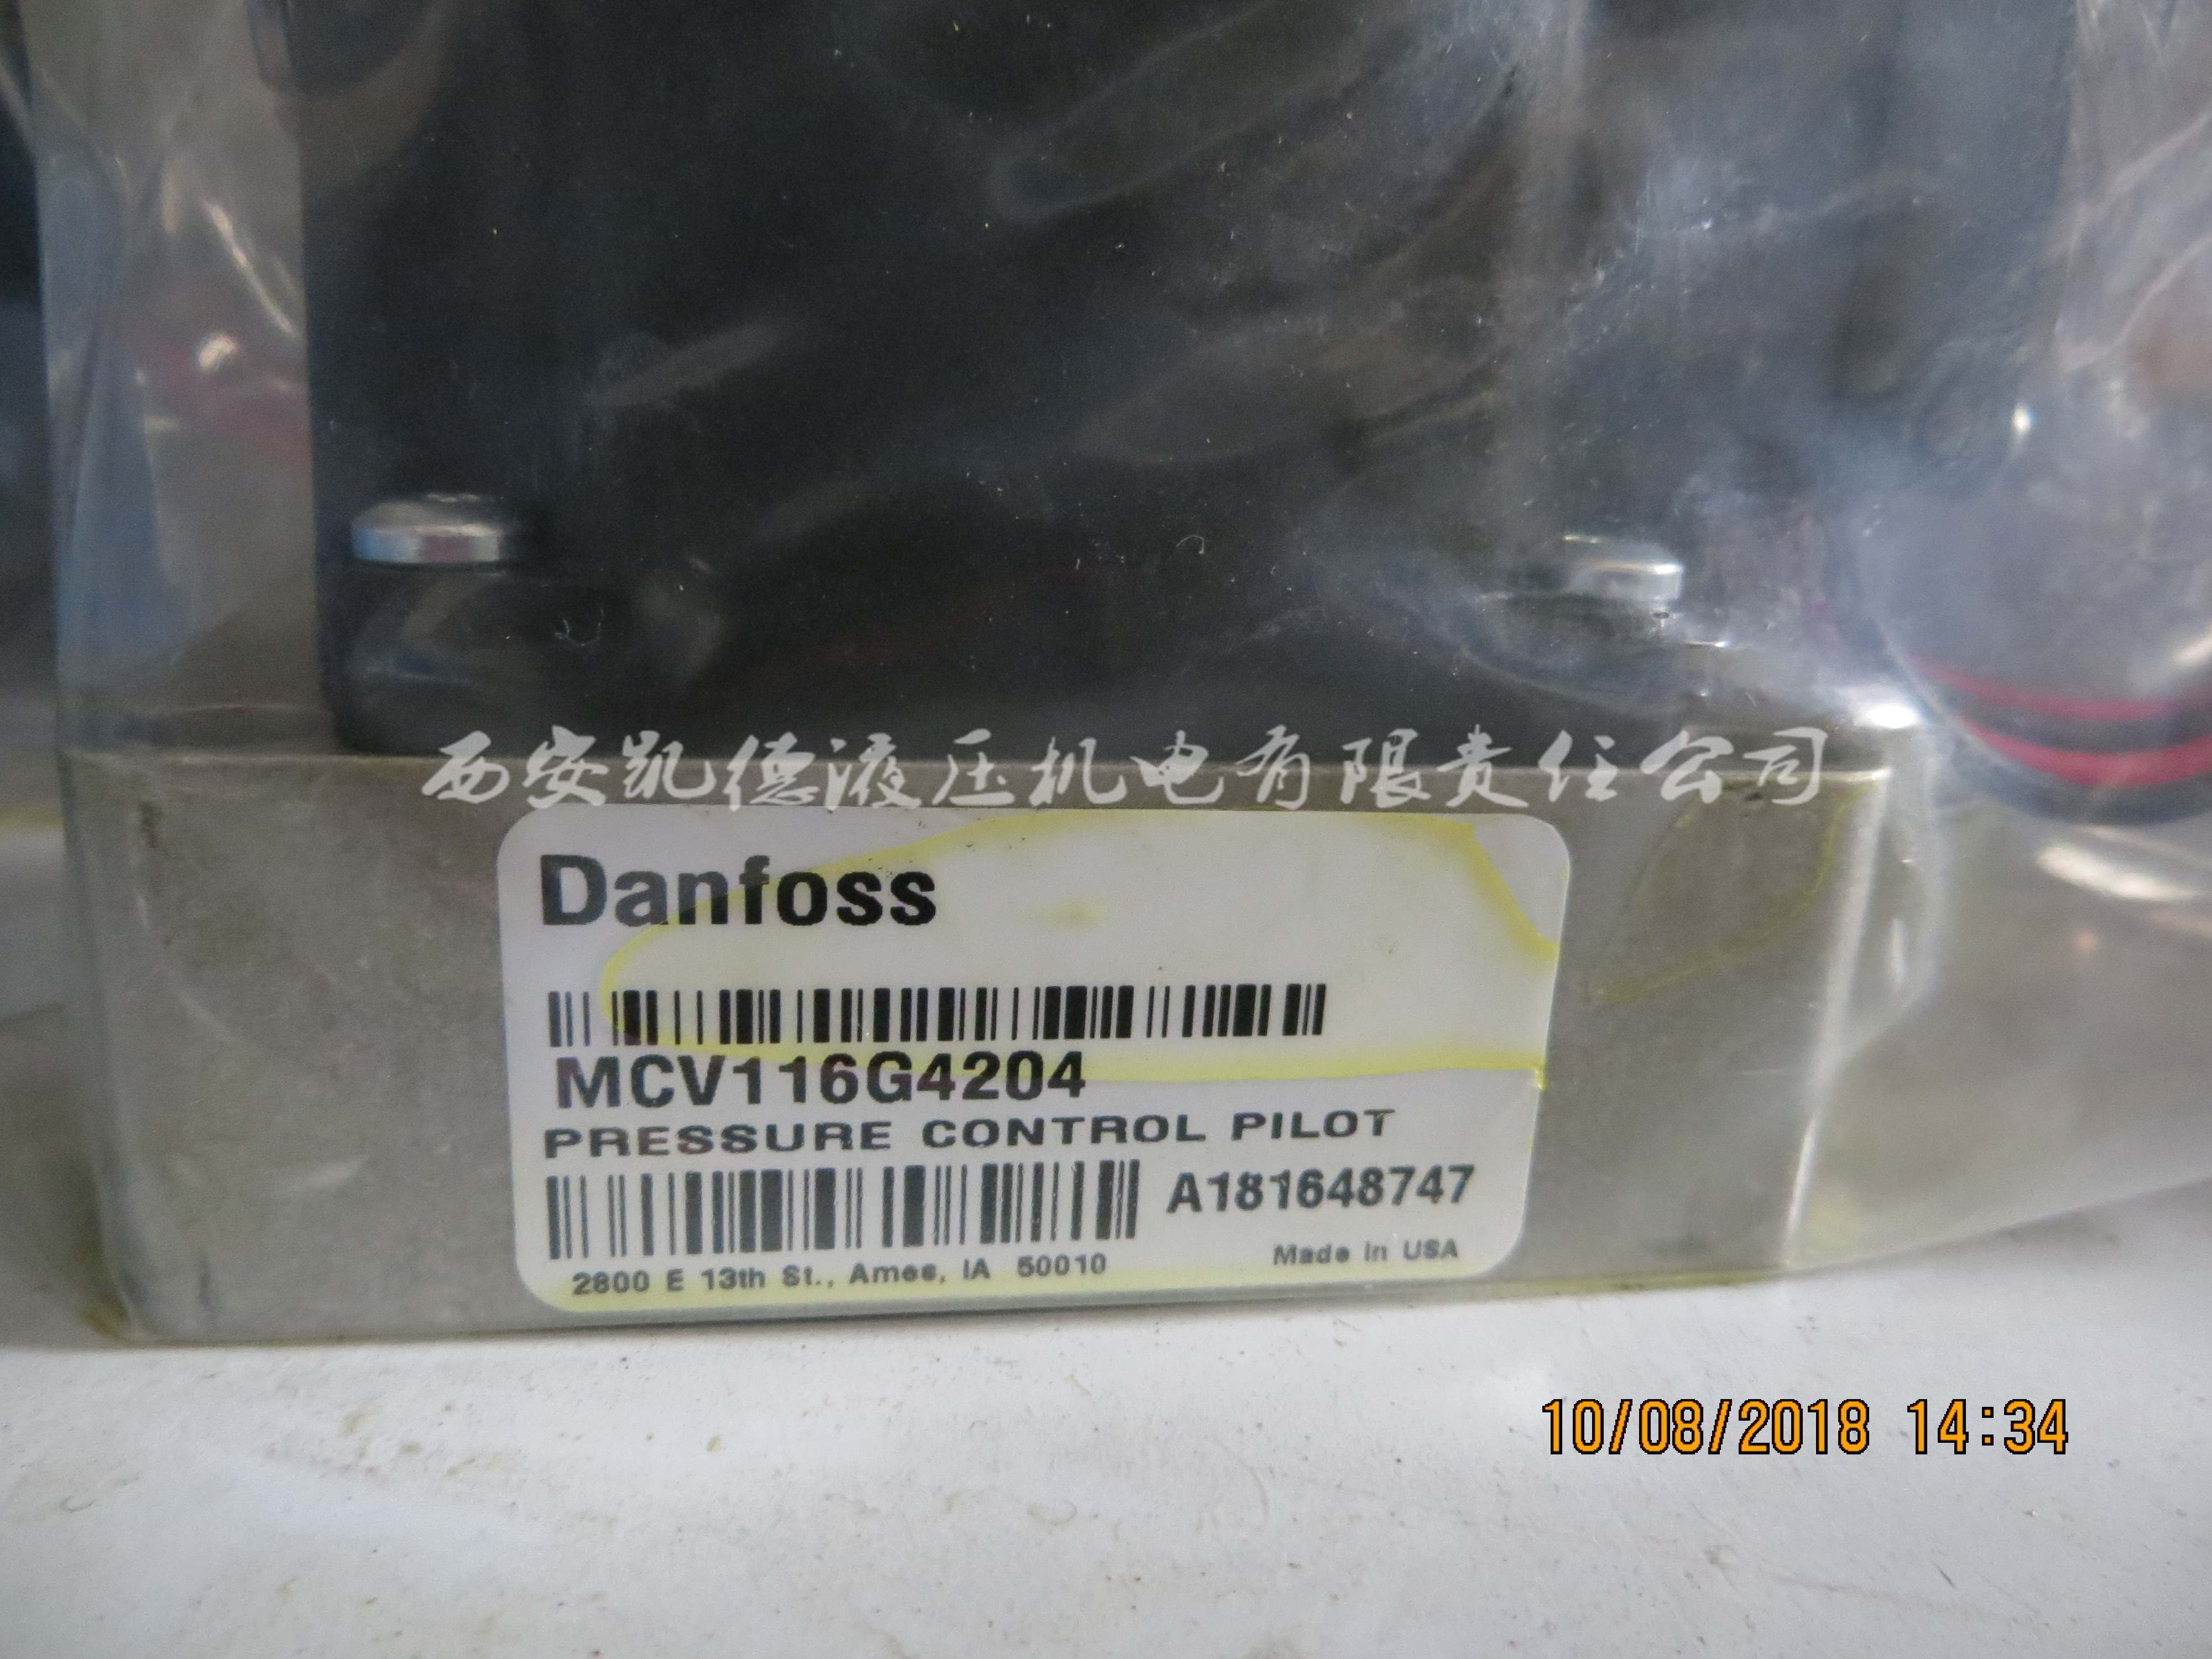 西安凯德液压机电有限责任公司
Danfoss
MCV116G4204
PRESSURE CONTROL PILOT
A181648747
2800 E 13th St., Ames, IA 50010
Made in USA
10/08/2018 14:34